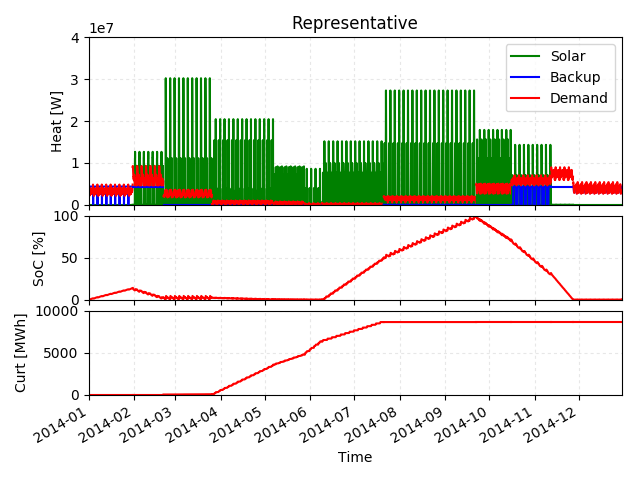 Representative
1e7
4
3
2
1
0
Heat [W]
Solar
Backup
Demand
100
50
0
SoC [%]
10000
5000
0
Curt [MWh]
2014-01
2014-02
2014-03
2014-04
2014-05
2014-06
2014-07
2014-08
2014-09
2014-10
2014-11
2014-12
Time